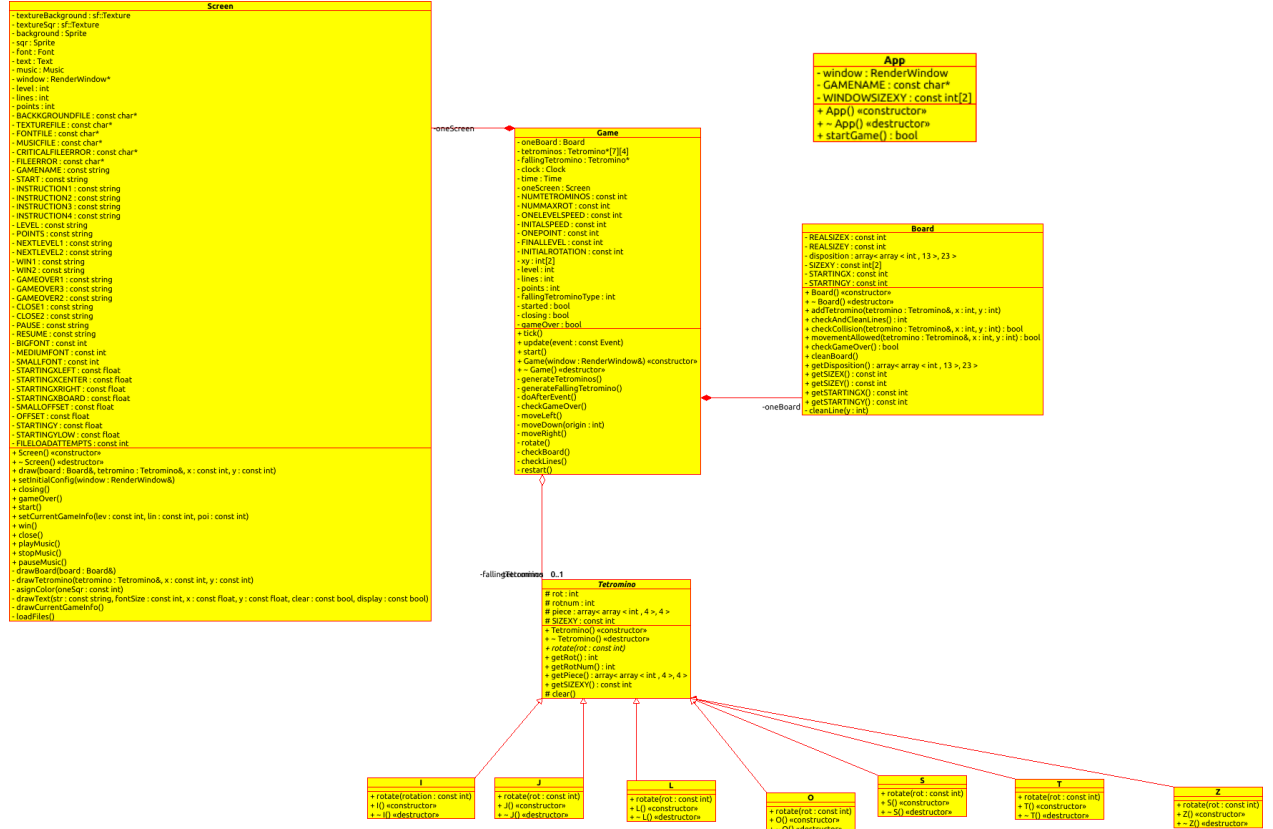 Screen
- textureBackground : sf::Texture
- textureSqr : sf::Texture
- background : Sprite
- sqr : Sprite
- font : Font
- text : Text
- music : Music
- window : RenderWindow*
- level : int
- lines : int
- points : int
- BACKKGROUNDFILE : const char*
- TEXTUREFILE : const char*
- FONTFILE : const char*
- MUSICFILE : const char*
- CRITICALFILEERROR : const char*
- FILEERROR : const char*
- GAMENAME : const string
- START : const string
- INSTRUCTION1 : const string
- INSTRUCTION2 : const string
- INSTRUCTION3 : const string
- INSTRUCTION4 : const string
- LEVEL : const string
- POINTS : const string
- NEXTLEVEL1 : const string
- NEXTLEVEL2 : const string
- WIN1 : const string
- WIN2 : const string
- GAMEOVER1 : const string
- GAMEOVER3 : const string
- GAMEOVER2 : const string
- CLOSE1 : const string
- CLOSE2 : const string
- PAUSE : const string
- RESUME : const string
- BIGFONT : const int
- MEDIUMFONT : const int
- SMALLFONT : const int
- STARTINGXLEFT : const float
- STARTINGXCENTER : const float
- STARTINGXRIGHT : const float
- STARTINGXBOARD : const float
- SMALLOFFSET : const float
- OFFSET : const float
- STARTINGY : const float
- STARTINGYLOW : const float
- FILELOADATTEMPTS : const int
+ Screen() «constructor»
+ ~ Screen() «destructor»
+ draw(board : Board&, tetromino : Tetromino&, x : const int, y : const int)
+ setInitialConfig(window : RenderWindow&)
+ closing()
+ gameOver()
+ start()
+ setCurrentGameInfo(lev : const int, lin : const int, poi : const int)
+ win()
+ close()
+ playMusic()
+ stopMusic()
+ pauseMusic()
- drawBoard(board : Board&)
- drawTetromino(tetromino : Tetromino&, x : const int, y : const int)
- asignColor(oneSqr : const int)
- drawText(str : const string, fontSize : const int, x : const float, y : const float, clear : const bool, display : const bool)
- drawCurrentGameInfo()
- loadFiles()
-oneScreen
Game
- oneBoard : Board
- tetrominos : Tetromino*[7][4]
- fallingTetromino : Tetromino*
- clock : Clock
- time : Time
- oneScreen : Screen
- NUMTETROMINOS : const int
- NUMMAXROT : const int
- ONELEVELSPEED : const int
- INITALSPEED : const int
- ONEPOINT : const int
- FINALLEVEL : const int
- INITIALROTATION : const int
- xy : int[2]
- level : int
- lines : int
- points : int
- fallingTetrominoType : int
- started : bool
- closing : bool
- gameOver : bool
+ tick()
+ update(event : const Event)
+ start()
+ Game(window : RenderWindow&) «constructor»
+ ~ Game() «destructor»
- generateTetrominos()
- generateFallingTetromino()
- doAfterEvent()
- checkGameOver()
- moveLeft()
- moveDown(origin : int)
- moveRight()
- rotate()
- checkBoard()
- checkLines()
- restart()
App
- window : RenderWindow
- GAMENAME : const char*
- WINDOWSIZEXY : const int[2]
+ App() «constructor»
+ ~ App() «destructor»
+ startGame() : bool
Board
- REALSIZEX : const int
- REALSIZEY : const int
- disposition : array< array < int , 13 >, 23 >
- SIZEXY : const int[2]
- STARTINGX : const int
- STARTINGY : const int
+ Board() «constructor»
+ ~ Board() «destructor»
+ addTetromino(tetromino : Tetromino&, x : int, y : int)
+ checkAndCleanLines() : int
+ checkCollision(tetromino : Tetromino&, x : int, y : int) : bool
+ movementAllowed(tetromino : Tetromino&, x : int, y : int) : bool
+ checkGameOver() : bool
+ cleanBoard()
+ getDisposition() : array< array < int , 13 >, 23 >
+ getSIZEX() : const int
+ getSIZEY() : const int
+ getSTARTINGX() : const int
+ getSTARTINGY() : const int
- cleanLine(y : int)
-oneBoard
0..1
Tetromino
# rot : int
# rotnum : int
# piece : array< array < int , 4 >, 4 >
# SIZEXY : const int
+ Tetromino() «constructor»
+ ~ Tetromino() «destructor»
+ rotate(rot : const int)
+ getRot() : int
+ getRotNum() : int
+ getPiece() : array< array < int , 4 >, 4 >
+ getSIZEXY() : const int
# clear()
I
+ rotate(rotation : const int)
+ I() «constructor»
+ ~ I() «destructor»
J
+ rotate(rot : const int)
+ J() «constructor»
+ ~ J() «destructor»
L
+ rotate(rot : const int)
+ L() «constructor»
+ ~ L() «destructor»
O
+ rotate(rot : const int)
+ O() «constructor»
S
+ rotate(rot : const int)
+ S() «constructor»
+ ~ S() «destructor»
T
+ rotate(rot : const int)
+ T() «constructor»
+ ~ T() «destructor»
Z
+ rotate(rot : const int)
+ Z() «constructor»
+ ~ Z() «destructor»